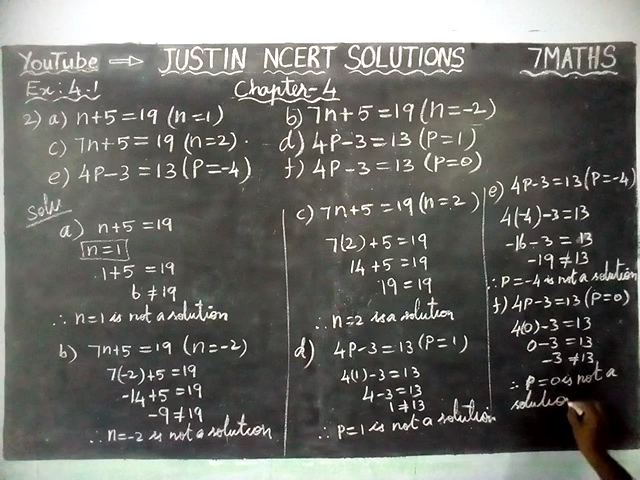 YouTube ⇒ JUSTIN NCERT SOLUTIONS 7MATHS
Ex: 4.1 Chapter-4
2) a) n+5=19 (n=1) b) 7n+5=19 (n=-2)
c) 7n+5=19 (n=2) d) 4P-3=13 (P=1)
e) 4P-3=13 (P=-4) f) 4P-3=13 (P=0)
Solu
a) n+5=19
n=1
1+5=19
6≠19
∴ n=1 is not a solution
b) 7n+5=19 (n=-2)
7(-2)+5=19
-14+5=19
-9≠19
∴ n=-2 is not a solution
c) 7n+5=19 (n=2)
7(2)+5=19
14+5=19
19=19
∴ n=2 is a solution
d) 4P-3=13 (P=1)
4(1)-3=13
4-3=13
1≠13
∴ P=1 is not a solution
e) 4P-3=13 (P=-4)
4(-4)-3=13
-16-3=13
-19≠13
∴ P=-4 is not a solution
f) 4P-3=13 (P=0)
4(0)-3=13
0-3=13
-3≠13
∴ P=0 is not a
solution